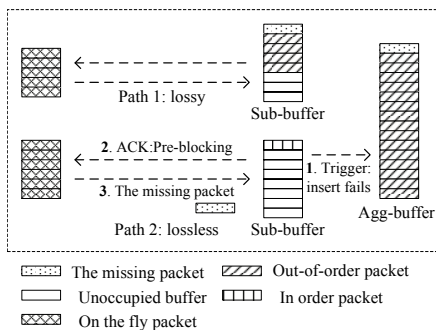 Path 1: lossy
Sub-buffer
2. ACK:Pre-blocking
1. Trigger:
insert fails
3. The missing packet
Path 2: lossless
Sub-buffer
Agg-buffer
The missing packet
Out-of-order packet
Unoccupied buffer
In order packet
On the fly packet